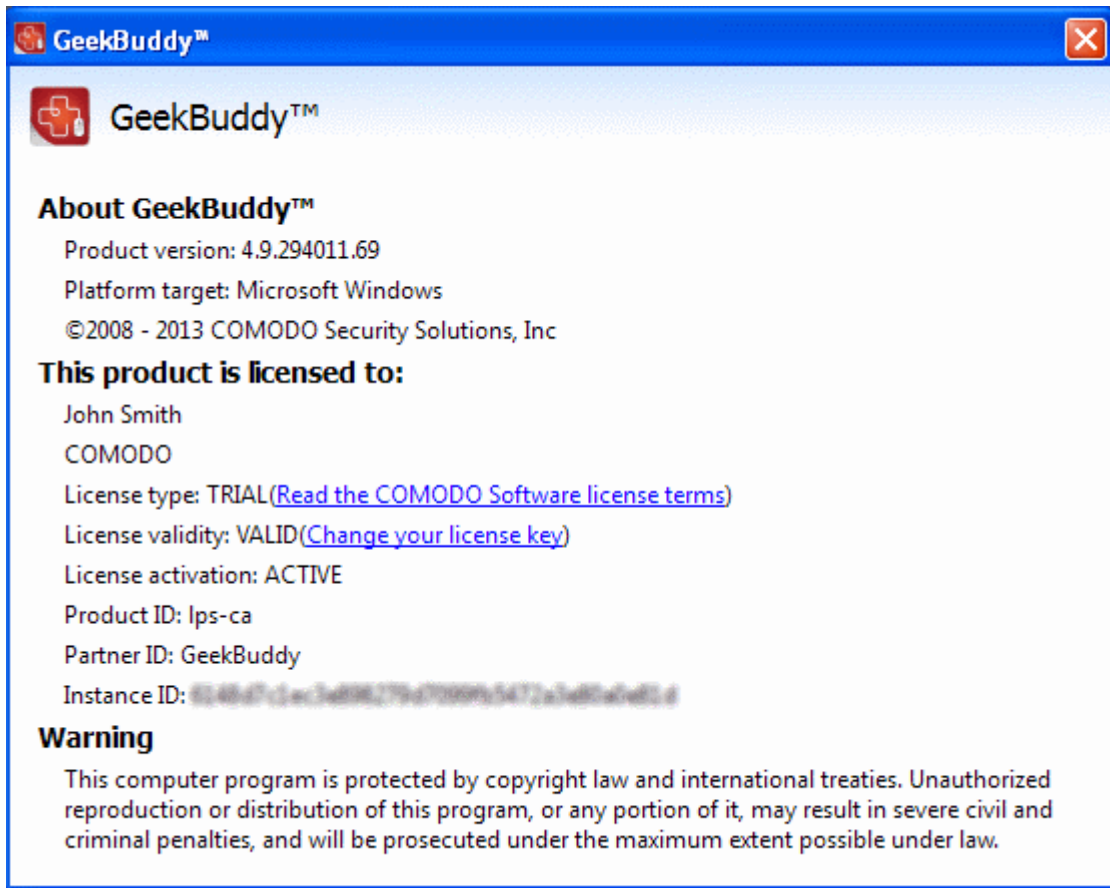 GeekBuddy™
GeekBuddy™
About GeekBuddy™
Product version: 4.9.294011.69
Platform target: Microsoft Windows
©2008 - 2013 COMODO Security Solutions, Inc
This product is licensed to:
John Smith
COMODO
License type: TRIAL(Read the COMODO Software license terms)
License validity: VALID(Change your license key)
License activation: ACTIVE
Product ID: lps-ca
Partner ID: GeekBuddy
Instance ID:
Warning
This computer program is protected by copyright law and international treaties. Unauthorized
reproduction or distribution of this program, or any portion of it, may result in severe civil and
criminal penalties, and will be prosecuted under the maximum extent possible under law.